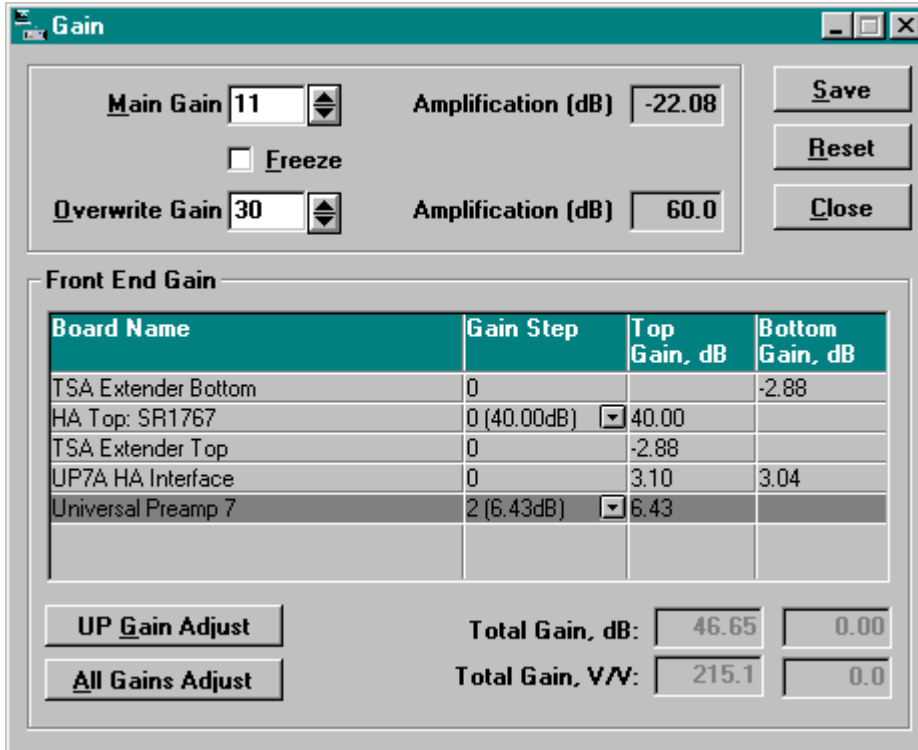 Gain
Main Gain 11 Amplification (dB) -22.08 Save
Freeze Reset
Overwrite Gain 30 Amplification (dB) 60.0 Close
Front End Gain
Board Name Gain Step Top Gain, dB Bottom Gain, dB
TSA Extender Bottom 0 -2.88
HA Top: SR1767 0 (40.00dB) 40.00
TSA Extender Top 0 -2.88
UP7A HA Interface 0 3.10 3.04
Universal Preamp 7 2 (6.43dB) 6.43
UP Gain Adjust Total Gain, dB: 46.65 0.00
All Gains Adjust Total Gain, V/V: 215.1 0.0